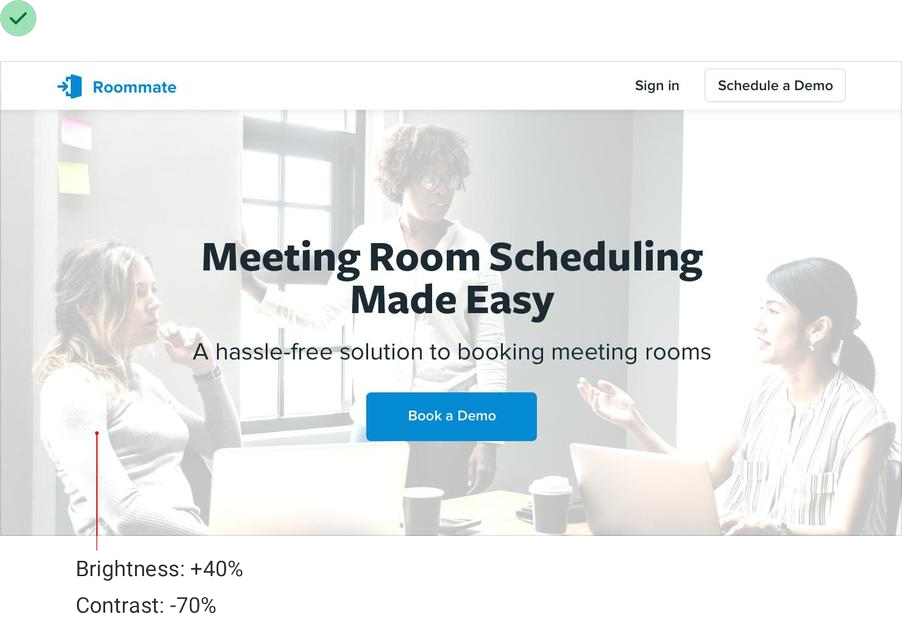 Roommate
Sign in
Schedule a Demo
Meeting Room Scheduling
Made Easy
A hassle-free solution to booking meeting rooms
Book a Demo
Brightness: +40%
Contrast: -70%